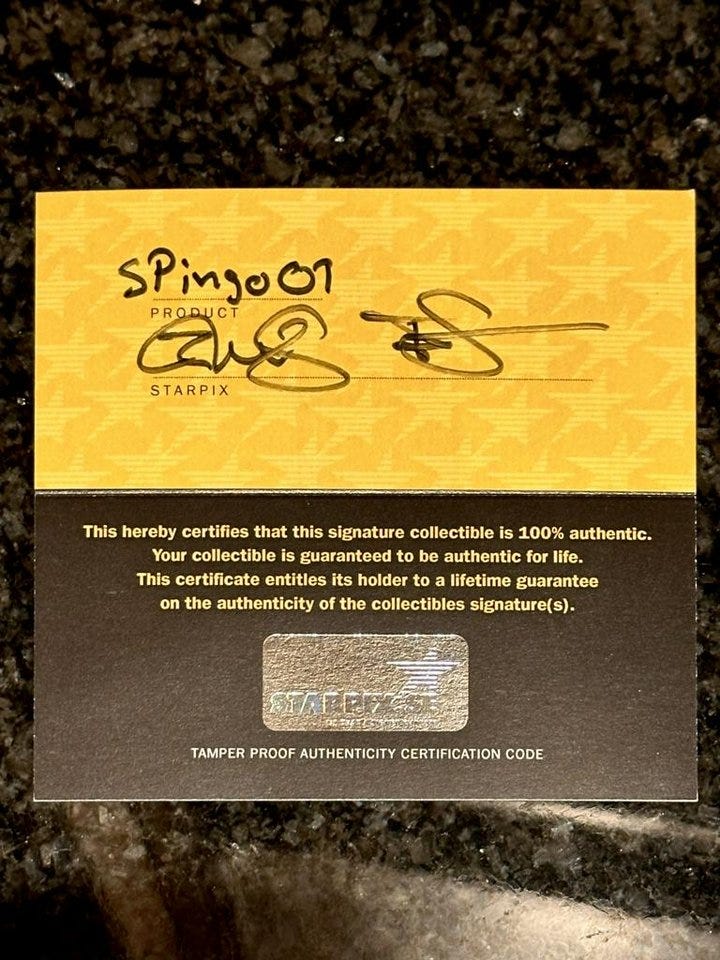 SPingo01
PRODUCT
STARPIX
This hereby certifies that this signature collectible is 100% authentic.
Your collectible is guaranteed to be authentic for life.
This certificate entitles its holder to a lifetime guarantee
on the authenticity of the collectibles signature(s).
STARPIX.SE
TAMPER PROOF AUTHENTICITY CERTIFICATION CODE